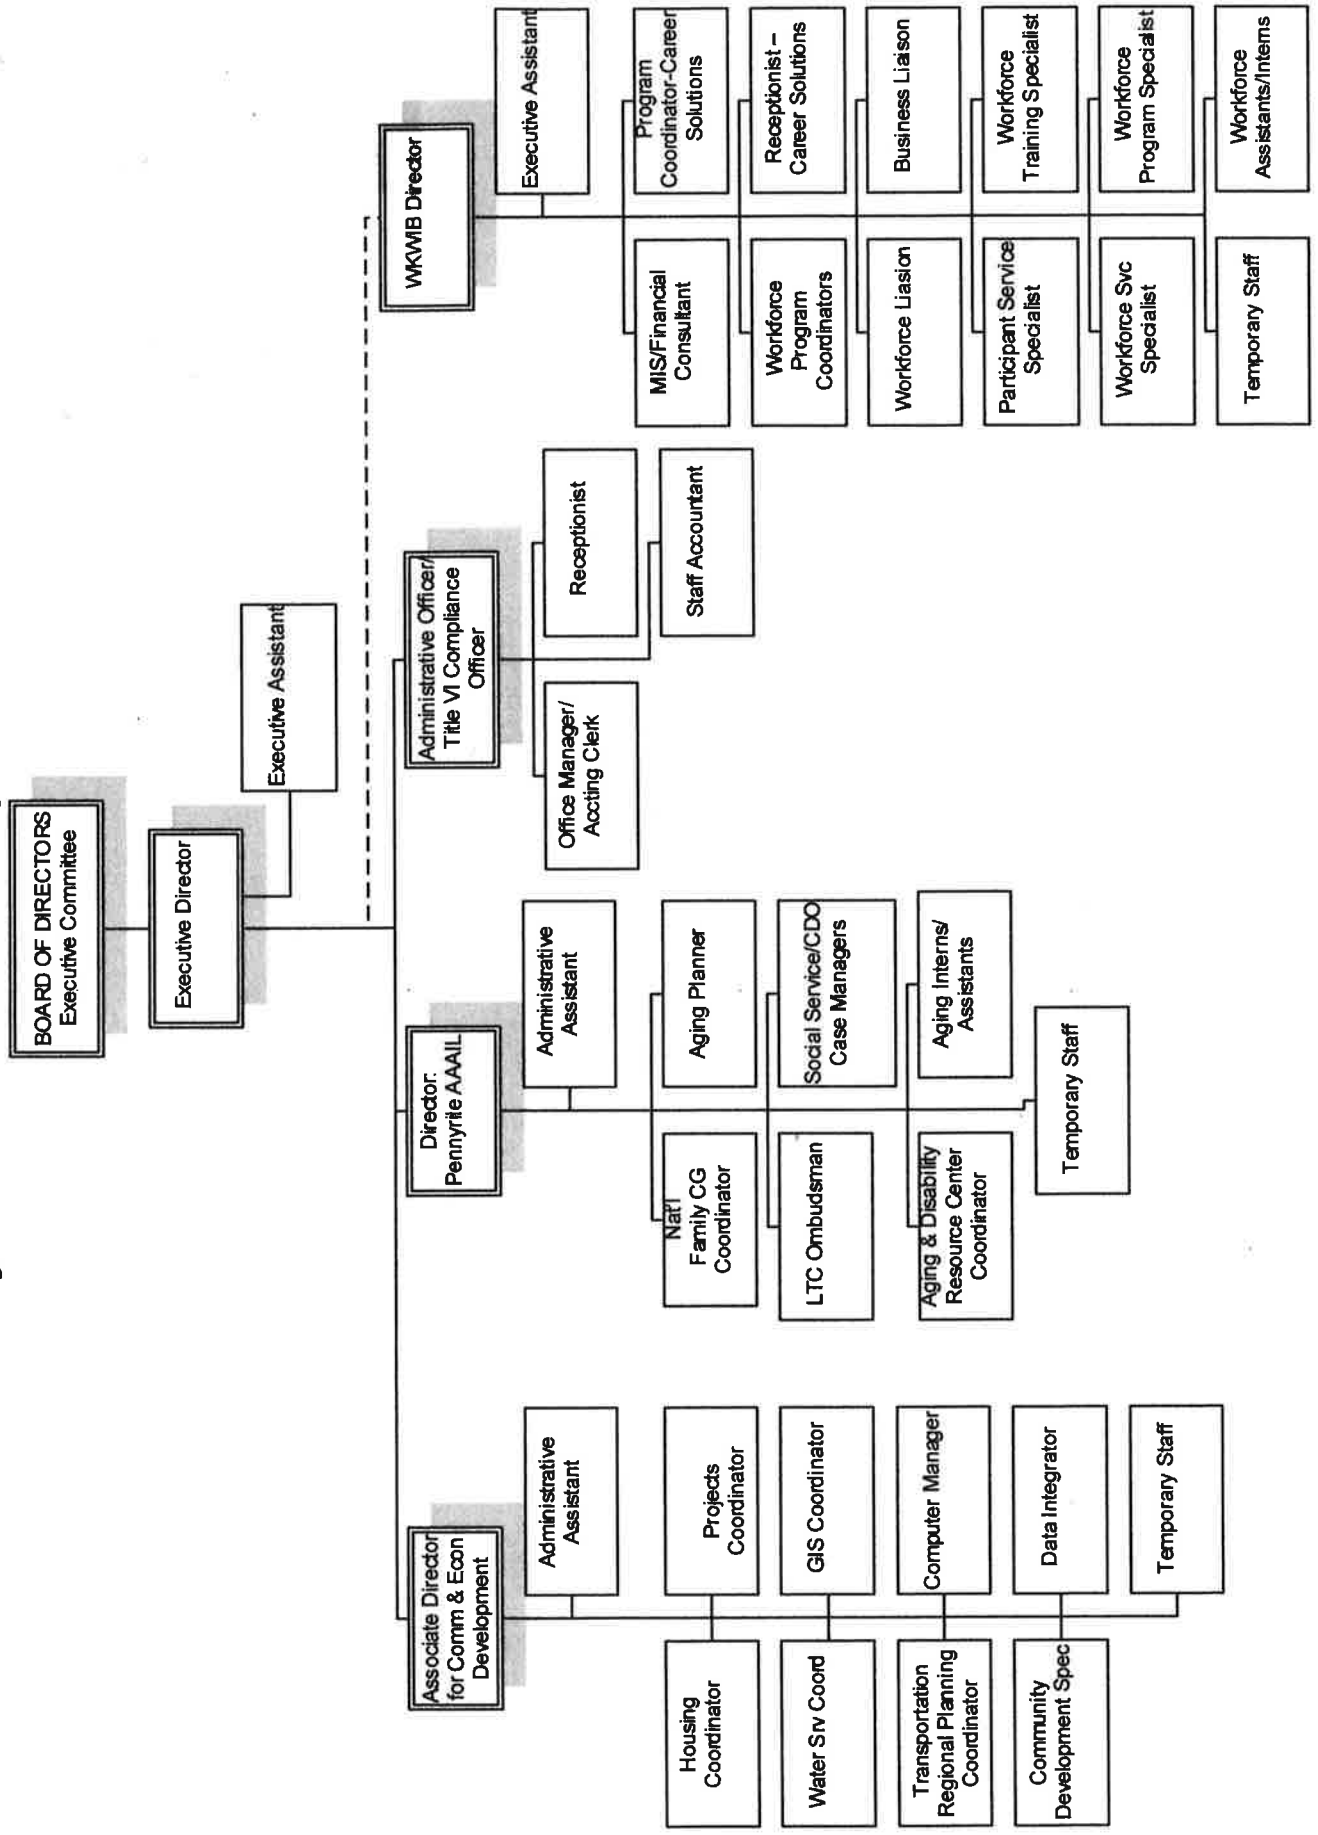 BOARD OF DIRECTORS
Executive Committee
Executive Director
Executive Assistant
Associate Director
for Comm & Econ
Development
Administrative
Assistant
Housing
Coordinator
Projects
Coordinator
Water Srv Coord
GIS Coordinator
Transportation
Regional Planning
Coordinator
Computer Manager
Community
Development Spec
Data Integrator
Temporary Staff
Director:
Pennyrile AAAIL
Administrative
Assistant
Nat'l
Family CG
Coordinator
Aging Planner
LTC Ombudsman
Social Service/CDO
Case Managers
Aging & Disability
Resource Center
Coordinator
Aging Interns/
Assistants
Temporary Staff
Administrative Officer/
Title VI Compliance
Officer
Office Manager/
Accting Clerk
Receptionist
Staff Accountant
WKWIB Director
Executive Assistant
MIS/Financial
Consultant
Program
Coordinator-Career
Solutions
Workforce
Program
Coordinators
Receptionist –
Career Solutions
Workforce Liasion
Business Liaison
Participant Service
Specialist
Workforce
Training Specialist
Workforce Svc
Specialist
Workforce
Program Specialist
Temporary Staff
Workforce
Assistants/Interns